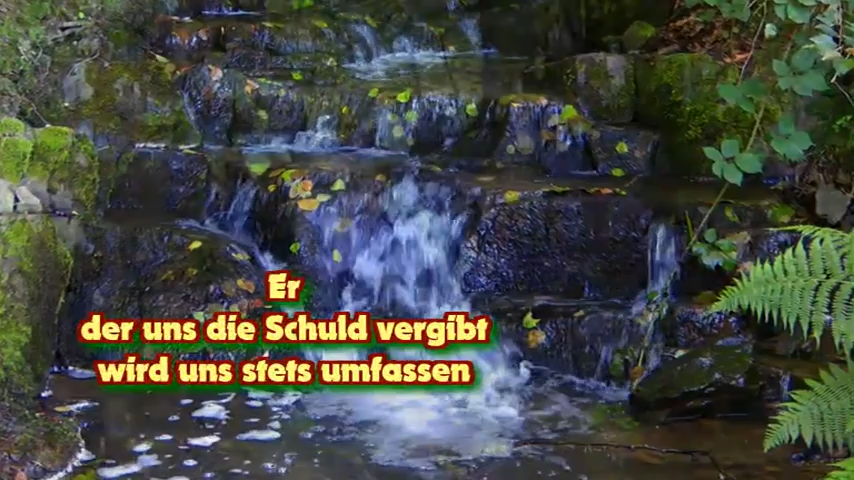 Er
der uns die Schuld vergibt
wird uns stets umfassen